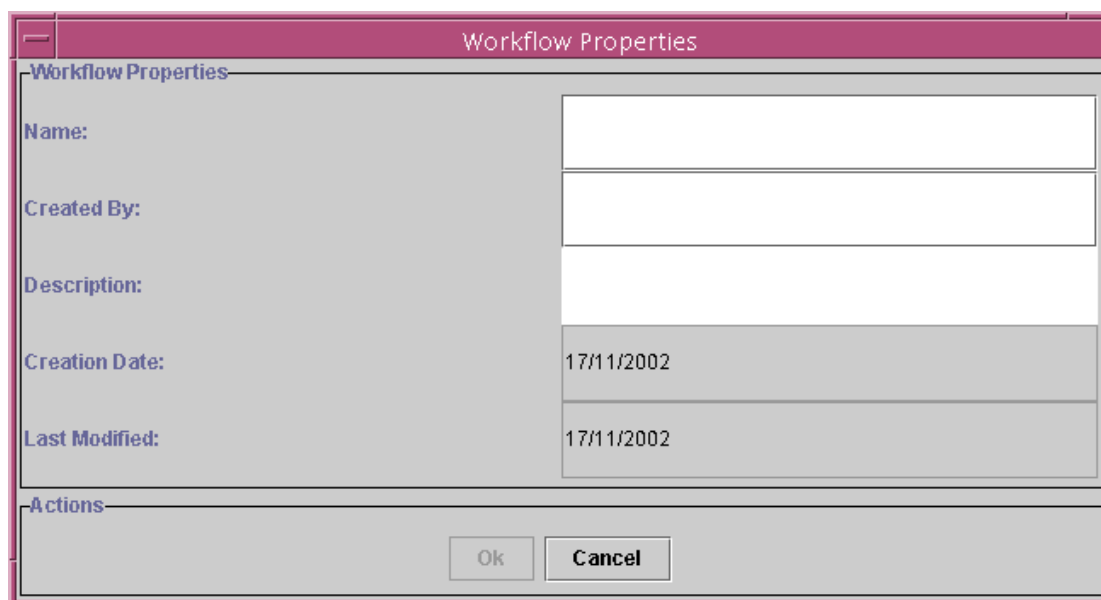 Workflow Properties
Workflow Properties
Name:
Created By:
Description:
Creation Date: 17/11/2002
Last Modified: 17/11/2002
Actions
Ok Cancel